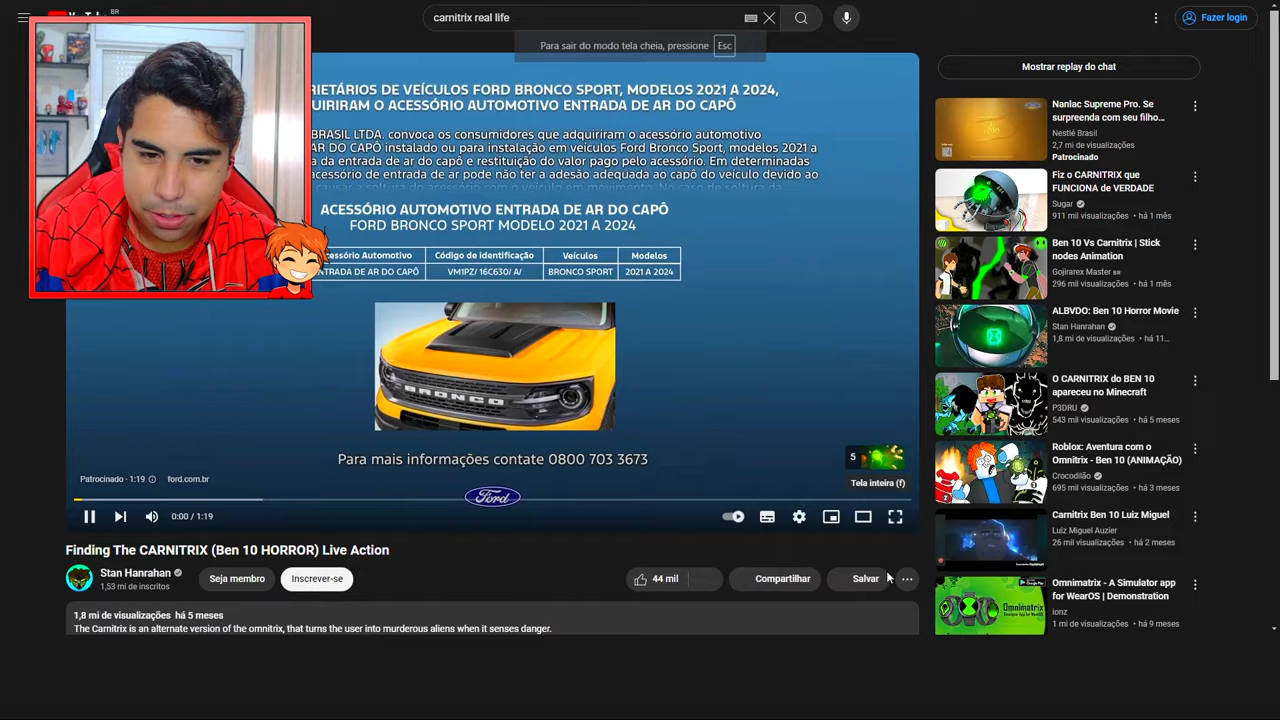 BR
carnitrix real life
Fazer login
Para sair do modo tela cheia, pressione Esc
Mostrar replay do chat
RIETÁRIOS DE VEÍCULOS FORD BRONCO SPORT, MODELOS 2021 A 2024,
UIRIRAM O ACESSÓRIO AUTOMOTIVO ENTRADA DE AR DO CAPÔ
BRASIL LTDA. convoca os consumidores que adquiriram o acessório automotivo
AR DO CAPÔ instalado ou para instalação em veículos Ford Bronco Sport, modelos 2021 a
a da entrada de ar do capô e restituição do valor pago pelo acessório. Em determinadas
acessório de entrada de ar pode não ter a adesão adequada ao capô do veículo devido ao
causar a soltura do acessório com o veículo em movimento. No caso de soltura da
ACESSÓRIO AUTOMOTIVO ENTRADA DE AR DO CAPÔ
FORD BRONCO SPORT MODELO 2021 A 2024
cessório Automotivo Código de identificação Veículos Modelos
NTRADA DE AR DO CAPÔ VM1PZ/ 16C630/ A/ BRONCO SPORT 2021 A 2024
BRONCO
Para mais informações contate 0800 703 3673
5
Tela inteira (f)
Patrocinado · 1:19 ford.com.br
Ford
0:00 / 1:19
Finding The CARNITRIX (Ben 10 HORROR) Live Action
Stan Hanrahan
1,53 mi de inscritos
Seja membro
Inscrever-se
44 mil
Compartilhar
Salvar
1,8 mi de visualizações há 5 meses
The Carnitrix is an alternate version of the omnitrix, that turns the user into murderous aliens when it senses danger.
Nanlac Supreme Pro. Se
surpreenda com seu filho...
Nestlé Brasil
2,7 mi de visualizações
Patrocinado
Fiz o CARNITRIX que
FUNCIONA de VERDADE
Sugar
911 mil visualizações • há 1 mês
Ben 10 Vs Carnitrix | Stick
nodes Animation
Gojirarex Master
296 mil visualizações • há 1 mês
ALBVDO: Ben 10 Horror Movie
Stan Hanrahan
1,8 mi de visualizações • há 11...
O CARNITRIX do BEN 10
apareceu no Minecraft
P3DRU
543 mil visualizações • há 5 meses
Roblox: Aventura com o
Omnitrix - Ben 10 (ANIMAÇÃO)
Crocodilão
695 mil visualizações • há 3 meses
Carnitrix Ben 10 Luiz Miguel
Luiz Miguel Auzier
26 mil visualizações • há 2 meses
Omnimatrix - A Simulator app
for WearOS | Demonstration
ionz
1 mi de visualizações • há 9 meses